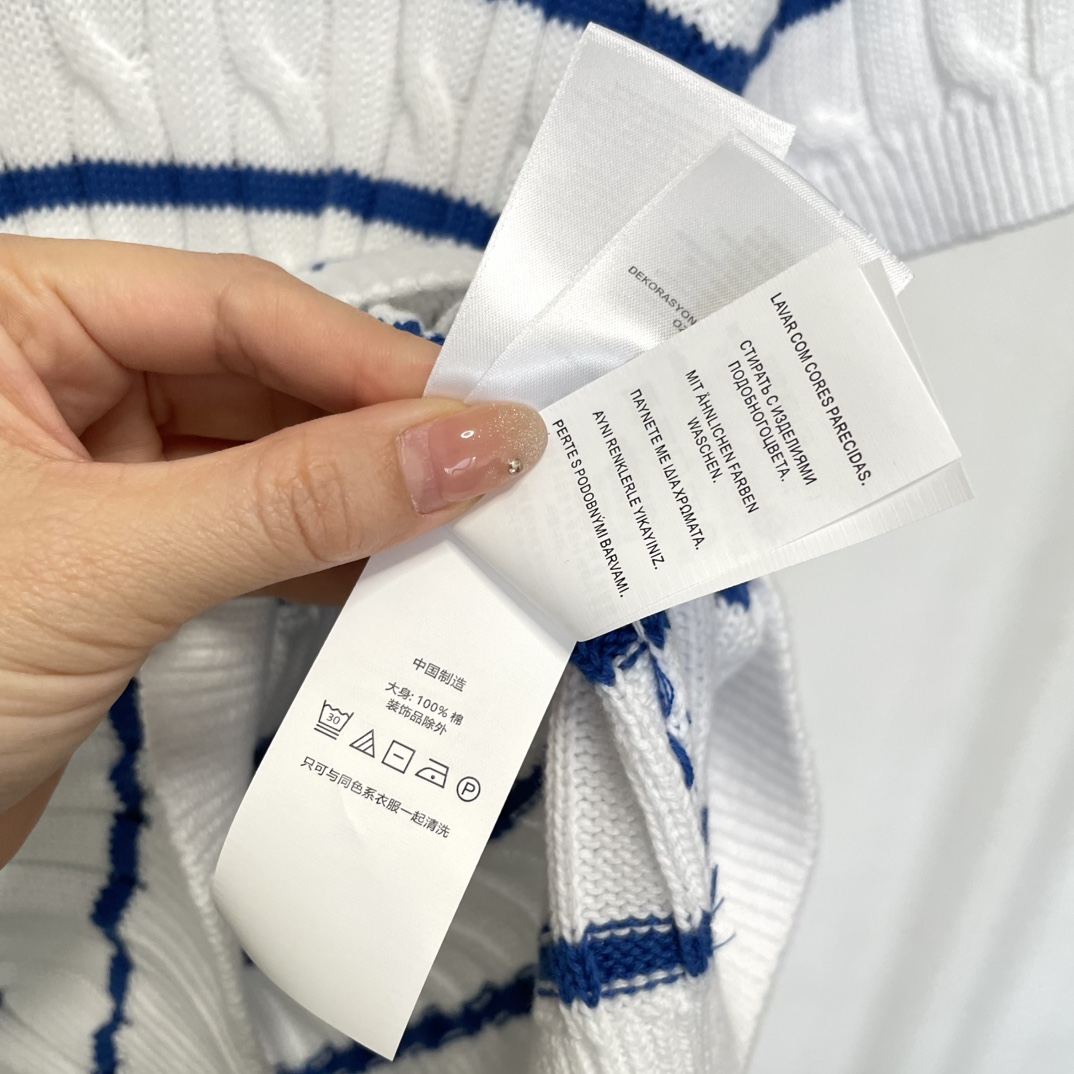 DEKORASYON
LAVAR COM CORES PARECIDAS.
СТИРАТЬ С ИЗДЕЛИЯМИ
ПОДОБНОГОЦВЕТА.
MIT ÄHNLICHEN FARBEN
WASCHEN.
ΠΛΥΝΕΤΕ ΜΕ ΙΔΙΑ ΧΡΩΜΑΤΑ.
AYNI RENKLERLE YIKAYINIZ.
PERTE S PODOBNÝMI BARVAMI.
中国制造
大身: 100% 棉
装饰品除外
30 P
只可与同色系衣服一起清洗